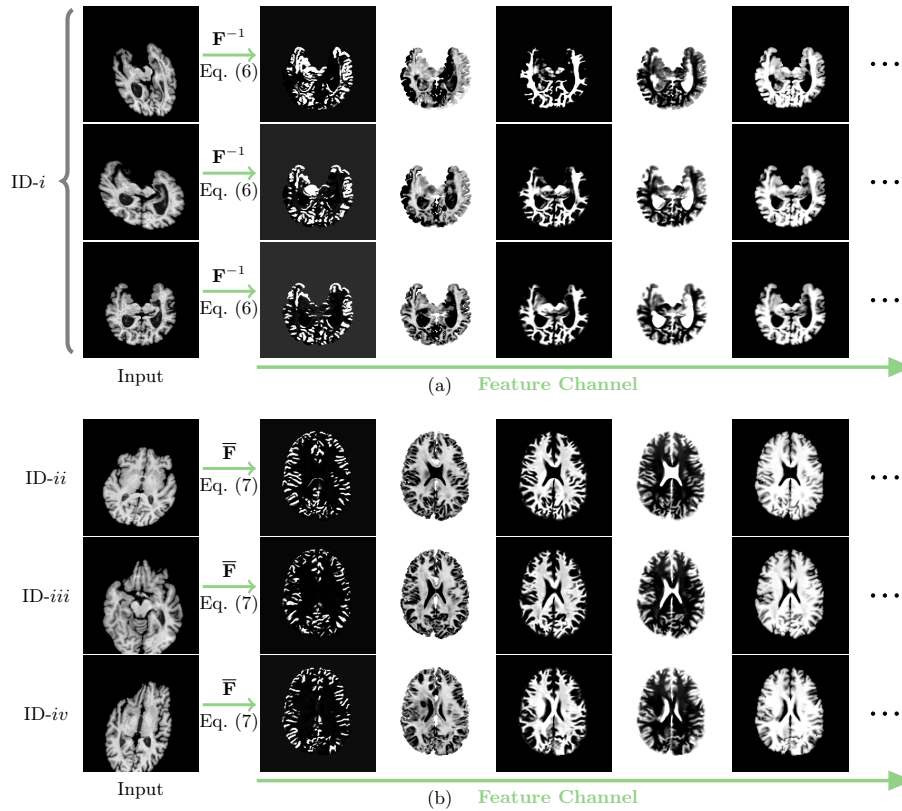 F⁻¹
Eq. (6)
F⁻¹
ID-i
Eq. (6)
F⁻¹
Eq. (6)
Input
(a) Feature Channel
F̅
ID-ii
Eq. (7)
F̅
ID-iii
Eq. (7)
F̅
ID-iv
Eq. (7)
Input
(b) Feature Channel